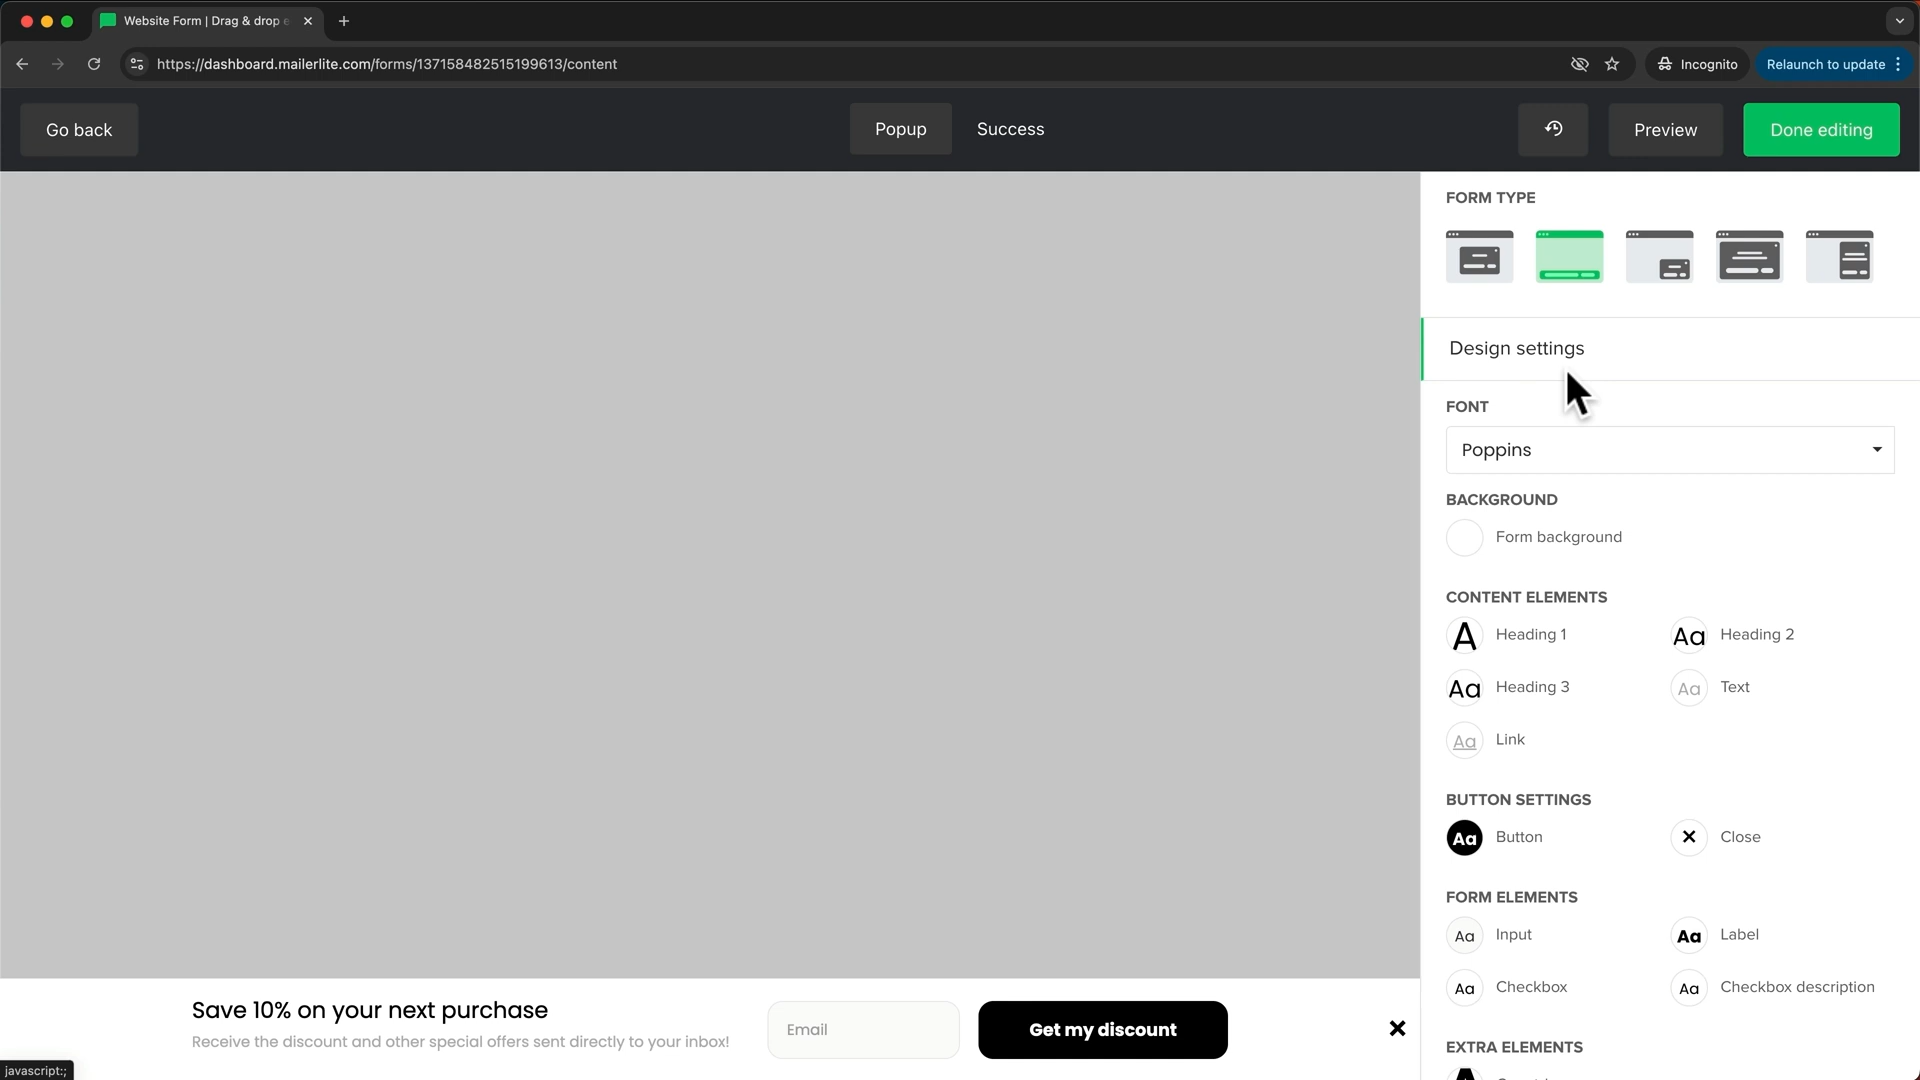 Website Form | Drag & drop e
https://dashboard.mailerlite.com/forms/137158482515199613/content
Incognito
Relaunch to update
Go back
Popup
Success
Preview
Done editing
FORM TYPE
Design settings
FONT
Poppins
BACKGROUND
Form background
CONTENT ELEMENTS
A Heading 1
Aa Heading 2
Aa Heading 3
Aa Text
Aa Link
BUTTON SETTINGS
Aa Button
Close
FORM ELEMENTS
Aa Input
Aa Label
Aa Checkbox
Aa Checkbox description
EXTRA ELEMENTS
Save 10% on your next purchase
Receive the discount and other special offers sent directly to your inbox!
Email
Get my discount
javascript:;